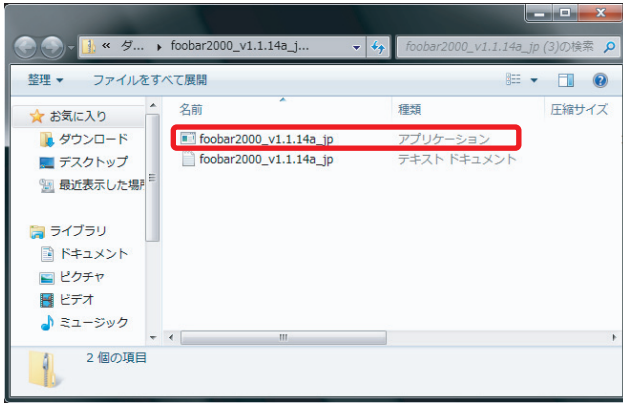 « ダ... ▸ foobar2000_v1.1.14a_j...
foobar2000_v1.1.14a_jp (3)の検索
整理 ファイルをすべて展開
名前 種類 圧縮サイズ
お気に入り
foobar2000_v1.1.14a_jp アプリケーション
ダウンロード
foobar2000_v1.1.14a_jp テキスト ドキュメント
デスクトップ
最近表示した場所
ライブラリ
ドキュメント
ピクチャ
ビデオ
ミュージック
2 個の項目